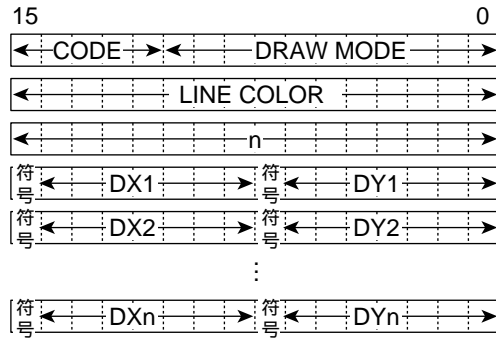 15 0
CODE DRAW MODE
LINE COLOR
n
符号 DX1 符号 DY1
符号 DX2 符号 DY2
⋮
符号 DXn 符号 DYn